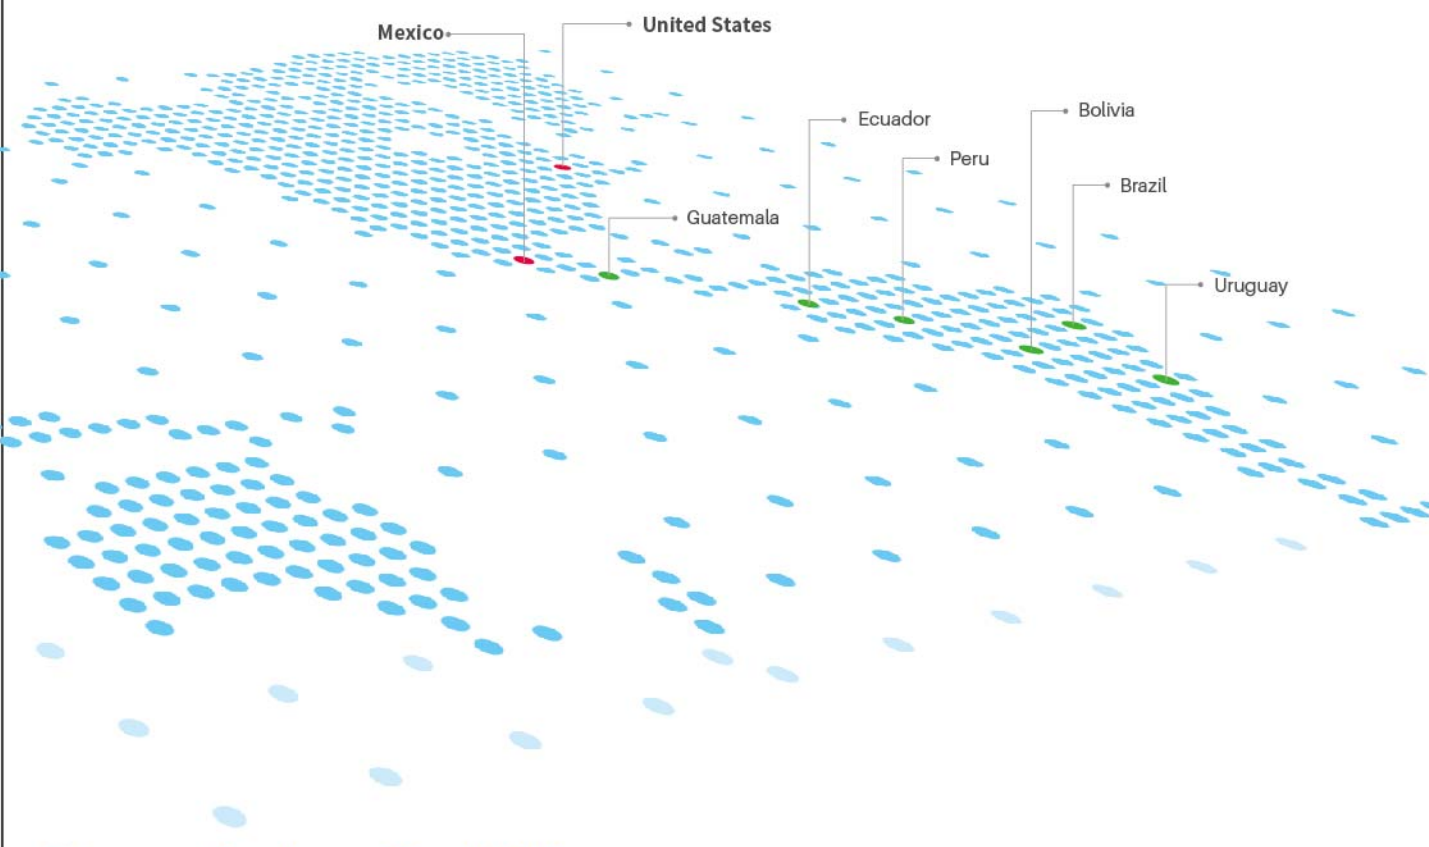 United States
Mexico
Bolivia
Ecuador
Peru
Brazil
Guatemala
Uruguay